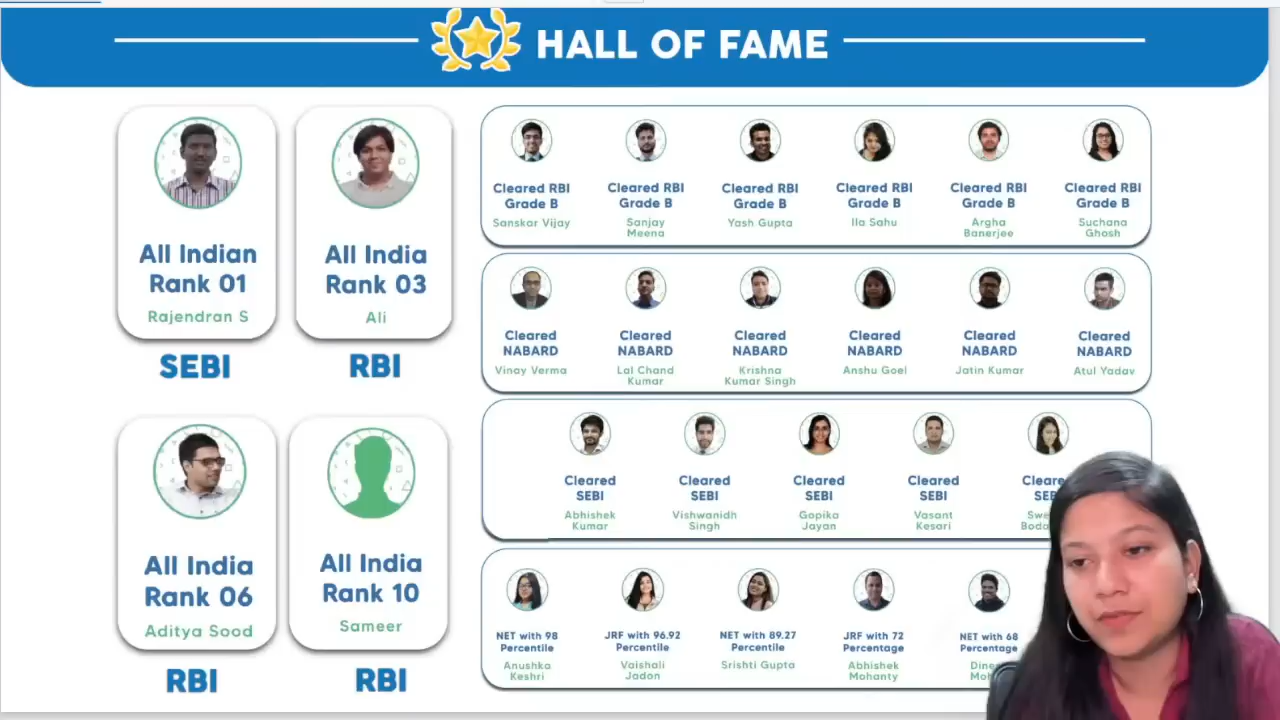 HALL OF FAME
All Indian
Rank 01
Rajendran S
SEBI
All India
Rank 03
Ali
RBI
All India
Rank 06
Aditya Sood
RBI
All India
Rank 10
Sameer
RBI
Cleared RBI
Grade B
Sanskar Vijay
Cleared RBI
Grade B
Sanjay
Meena
Cleared RBI
Grade B
Yash Gupta
Cleared RBI
Grade B
Ila Sahu
Cleared RBI
Grade B
Argha
Banerjee
Cleared RBI
Grade B
Suchana
Ghosh
Cleared
NABARD
Vinay Verma
Cleared
NABARD
Lal Chand
Kumar
Cleared
NABARD
Krishna
Kumar Singh
Cleared
NABARD
Anshu Goel
Cleared
NABARD
Jatin Kumar
Cleared
NABARD
Atul Yadav
Cleared
SEBI
Abhishek
Kumar
Cleared
SEBI
Vishwanidh
Singh
Cleared
SEBI
Gopika
Jayan
Cleared
SEBI
Vasant
Kesari
NET with 98
Percentile
Anushka
Keshri
JRF with 96.92
Percentile
Vaishali
Jadon
NET with 89.27
Percentile
Srishti Gupta
JRF with 72
Percentage
Abhishek
Mohanty
NET with 68
Percentage